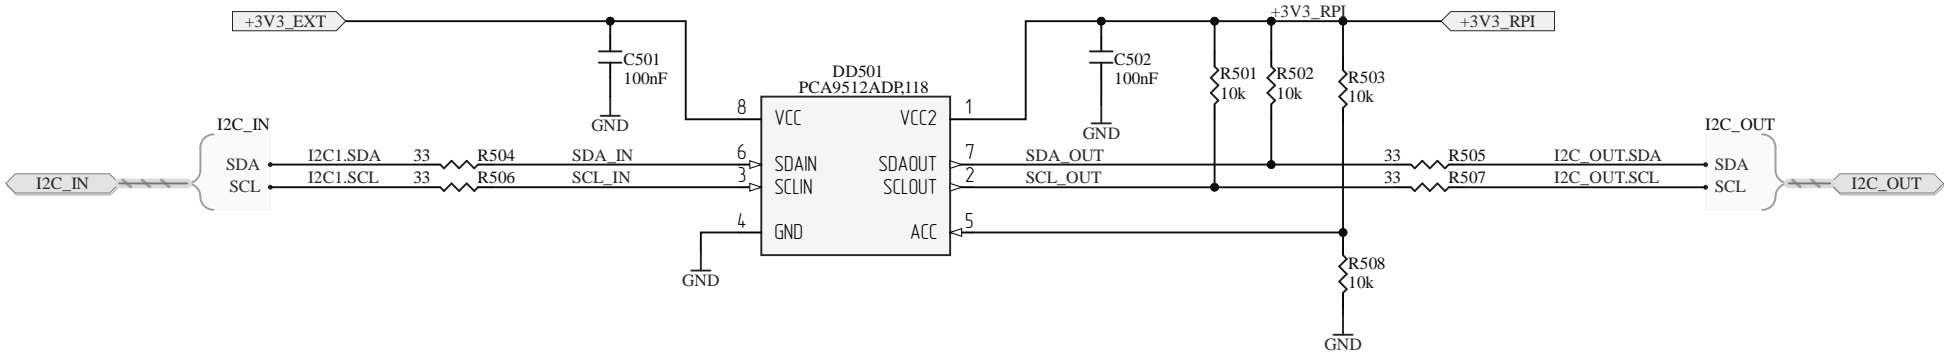 +3V3_EXT
+3V3_RPI
+3V3_RPI
C501
100nF
GND
DD501
PCA9512ADP,118
C502
100nF
GND
R501
10k
R502
10k
R503
10k
8 VCC VCC2 1
I2C_IN
I2C_OUT
SDA I2C1.SDA 33 R504 SDA_IN 6 SDAIN SDAOUT 7 SDA_OUT 33 R505 I2C_OUT.SDA SDA
I2C_IN SCL I2C1.SCL 33 R506 SCL_IN 3 SCLIN SCLOUT 2 SCL_OUT 33 R507 I2C_OUT.SCL SCL I2C_OUT
4 GND ACC 5
GND
R508
10k
GND